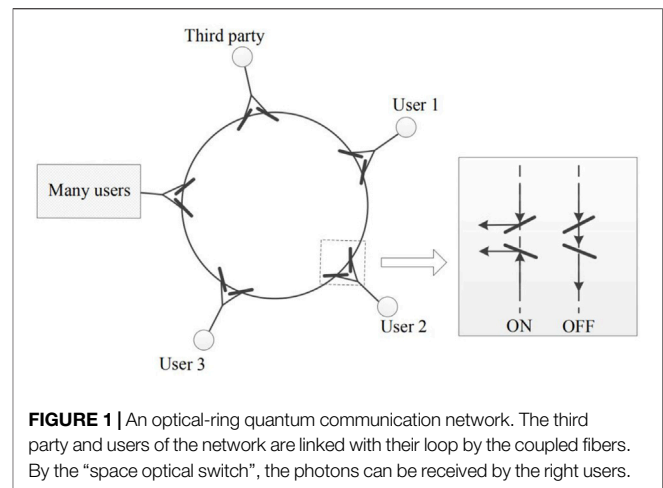 Third party
User 1
Many users
User 2
User 3
ON
OFF
FIGURE 1 | An optical-ring quantum communication network. The third
party and users of the network are linked with their loop by the coupled fibers.
By the “space optical switch”, the photons can be received by the right users.